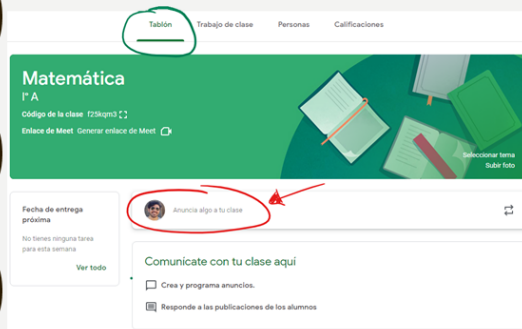 Tablón Trabajo de clase Personas Calificaciones
Matemática
I° A
Código de la clase f25kqm3
Enlace de Meet Generar enlace de Meet
Seleccionar tema
Subir foto
Fecha de entrega
próxima
No tienes ninguna tarea
para esta semana
Ver todo
Anuncia algo a tu clase
Comunícate con tu clase aquí
Crea y programa anuncios.
Responde a las publicaciones de los alumnos